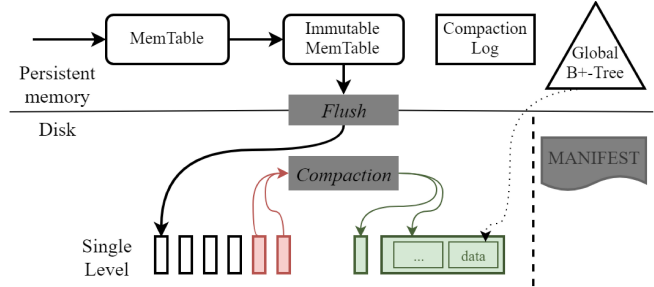 MemTable
Immutable
MemTable
Compaction
Log
Global
B+-Tree
Persistent
memory
Flush
Disk
MANIFEST
Compaction
Single
Level
...
data